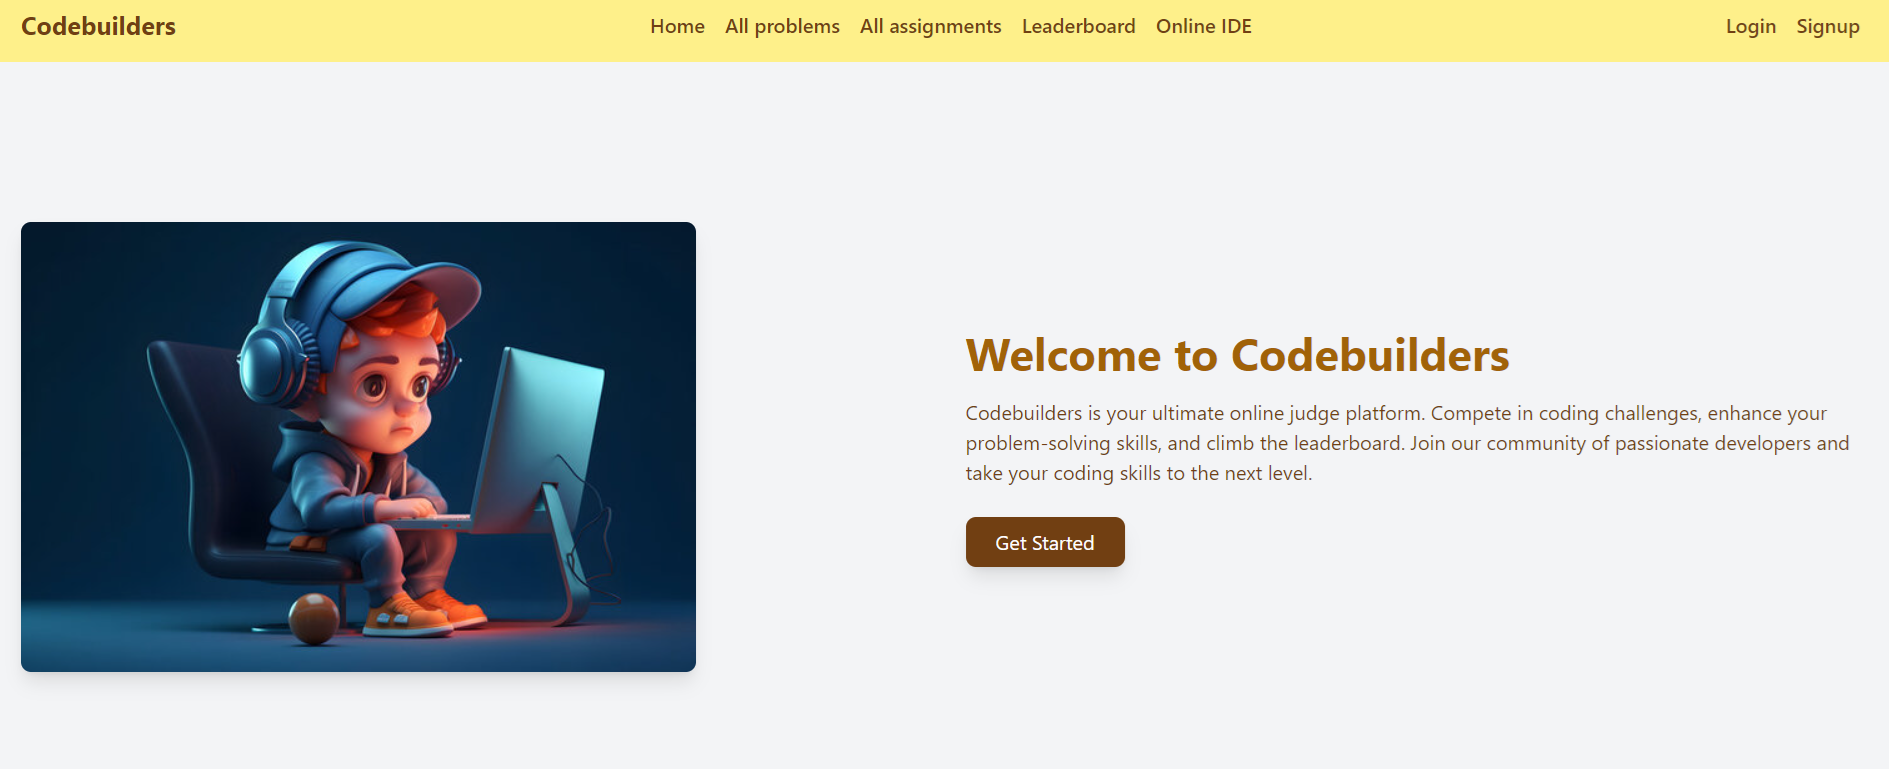 Codebuilders
Home
All problems
All assignments
Leaderboard
Online IDE
Login
Signup
Welcome to Codebuilders
Codebuilders is your ultimate online judge platform. Compete in coding challenges, enhance your
problem-solving skills, and climb the leaderboard. Join our community of passionate developers and
take your coding skills to the next level.
Get Started